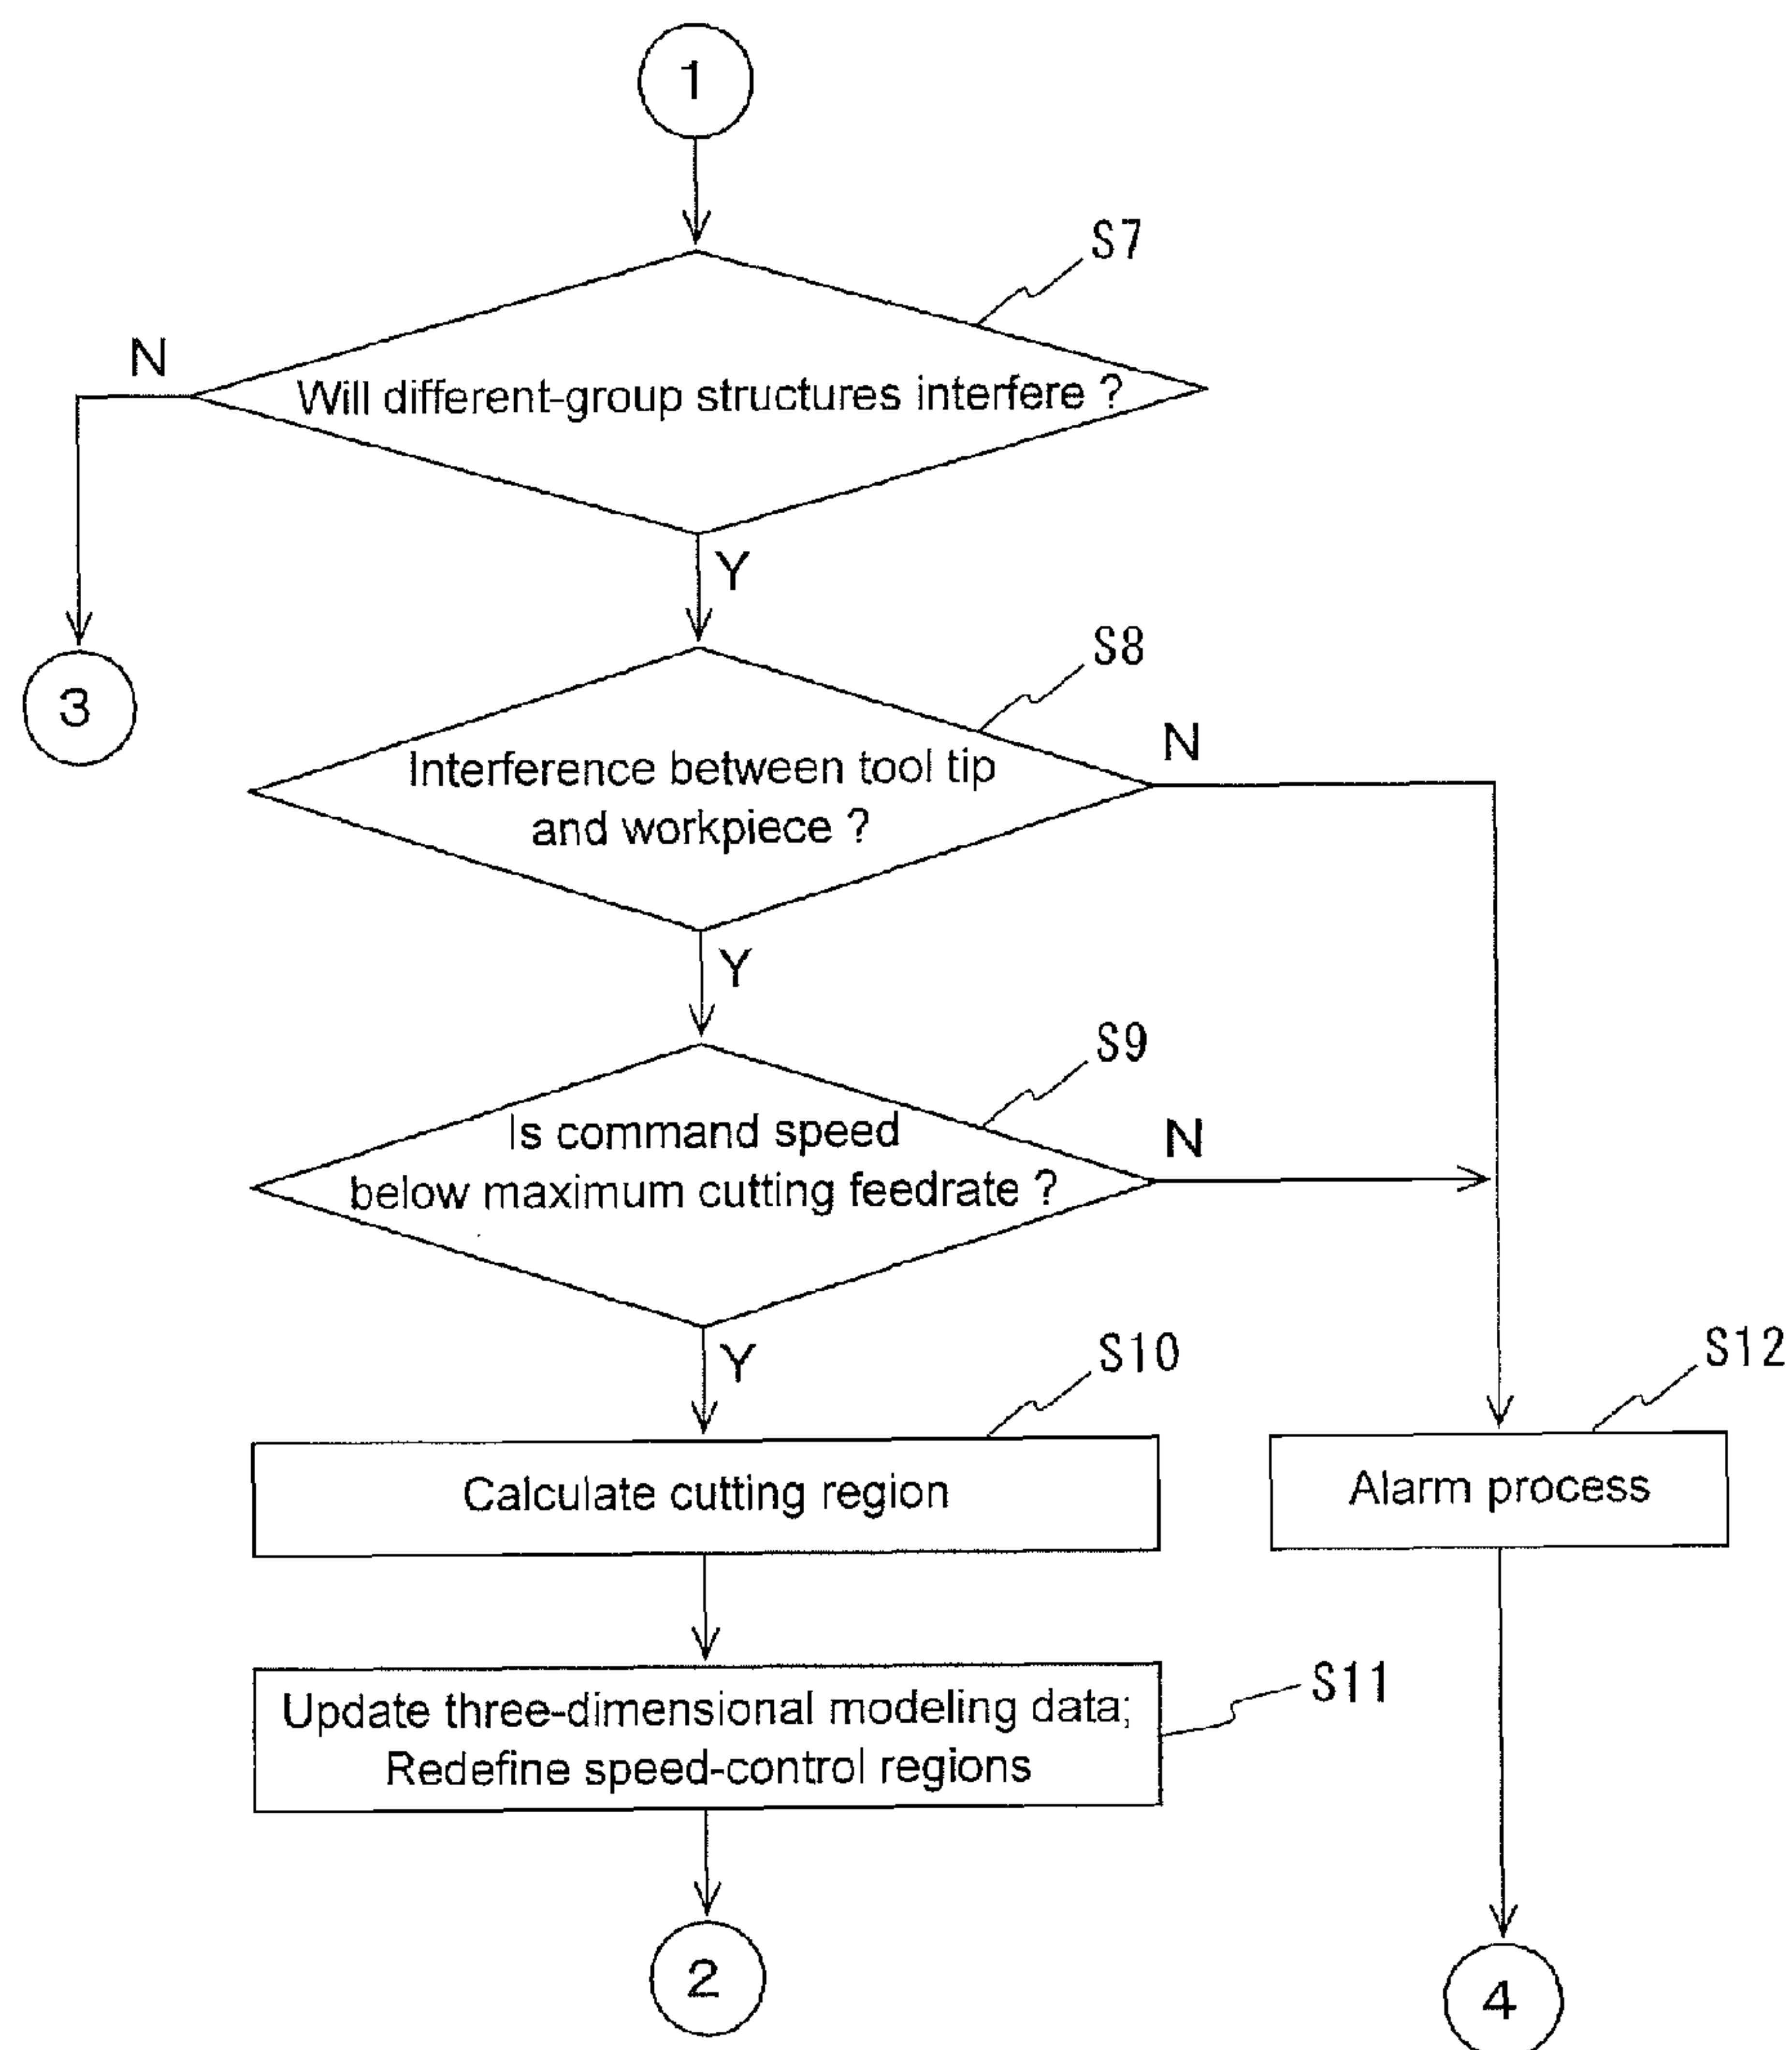 1
S7
N
Will different-group structures interfere ?
Y
3
S8
N
Interference between tool tip
and workpiece ?
Y
S9
N
Is command speed
below maximum cutting feedrate ?
Y
S10
S12
Calculate cutting region
Alarm process
S11
Update three-dimensional modeling data;
Redefine speed-control regions
2
4